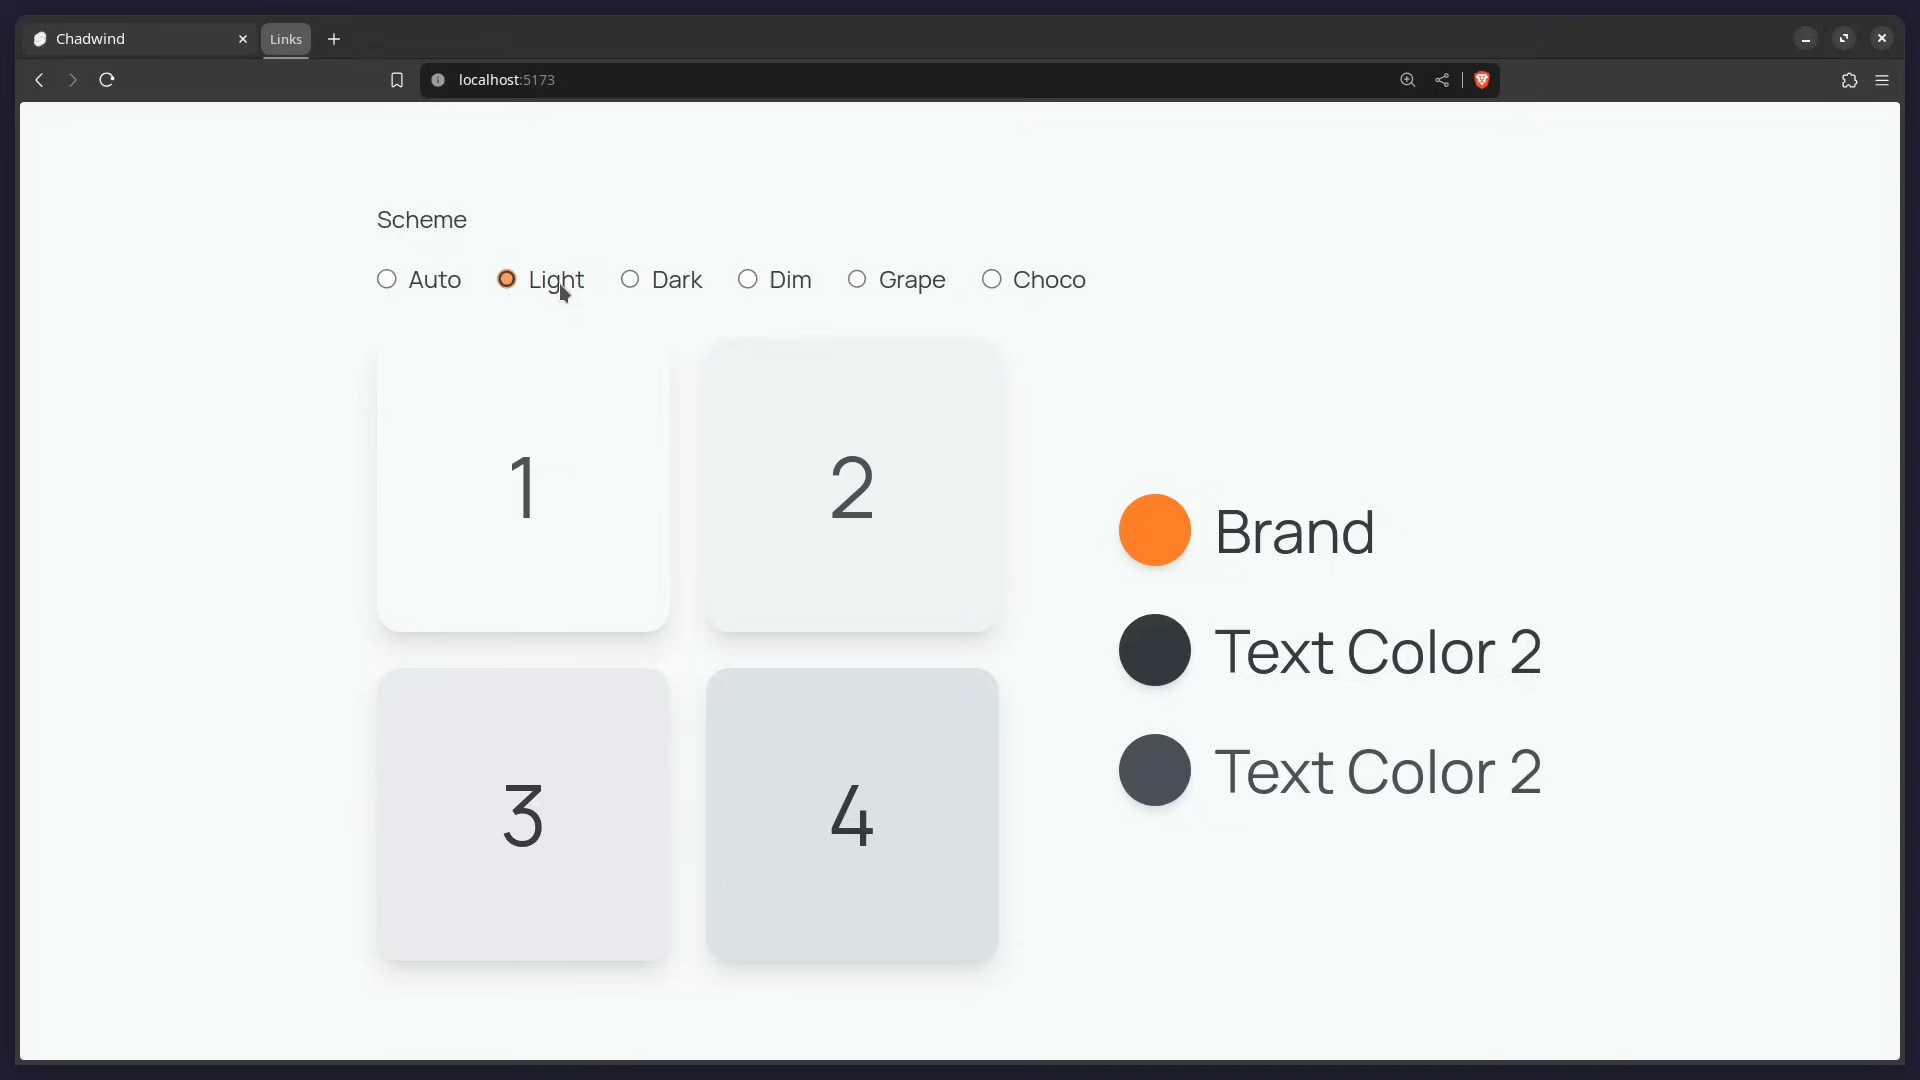 Chadwind
Links
localhost:5173
Scheme
Auto Light Dark Dim Grape Choco
1 2
3 4
Brand
Text Color 2
Text Color 2